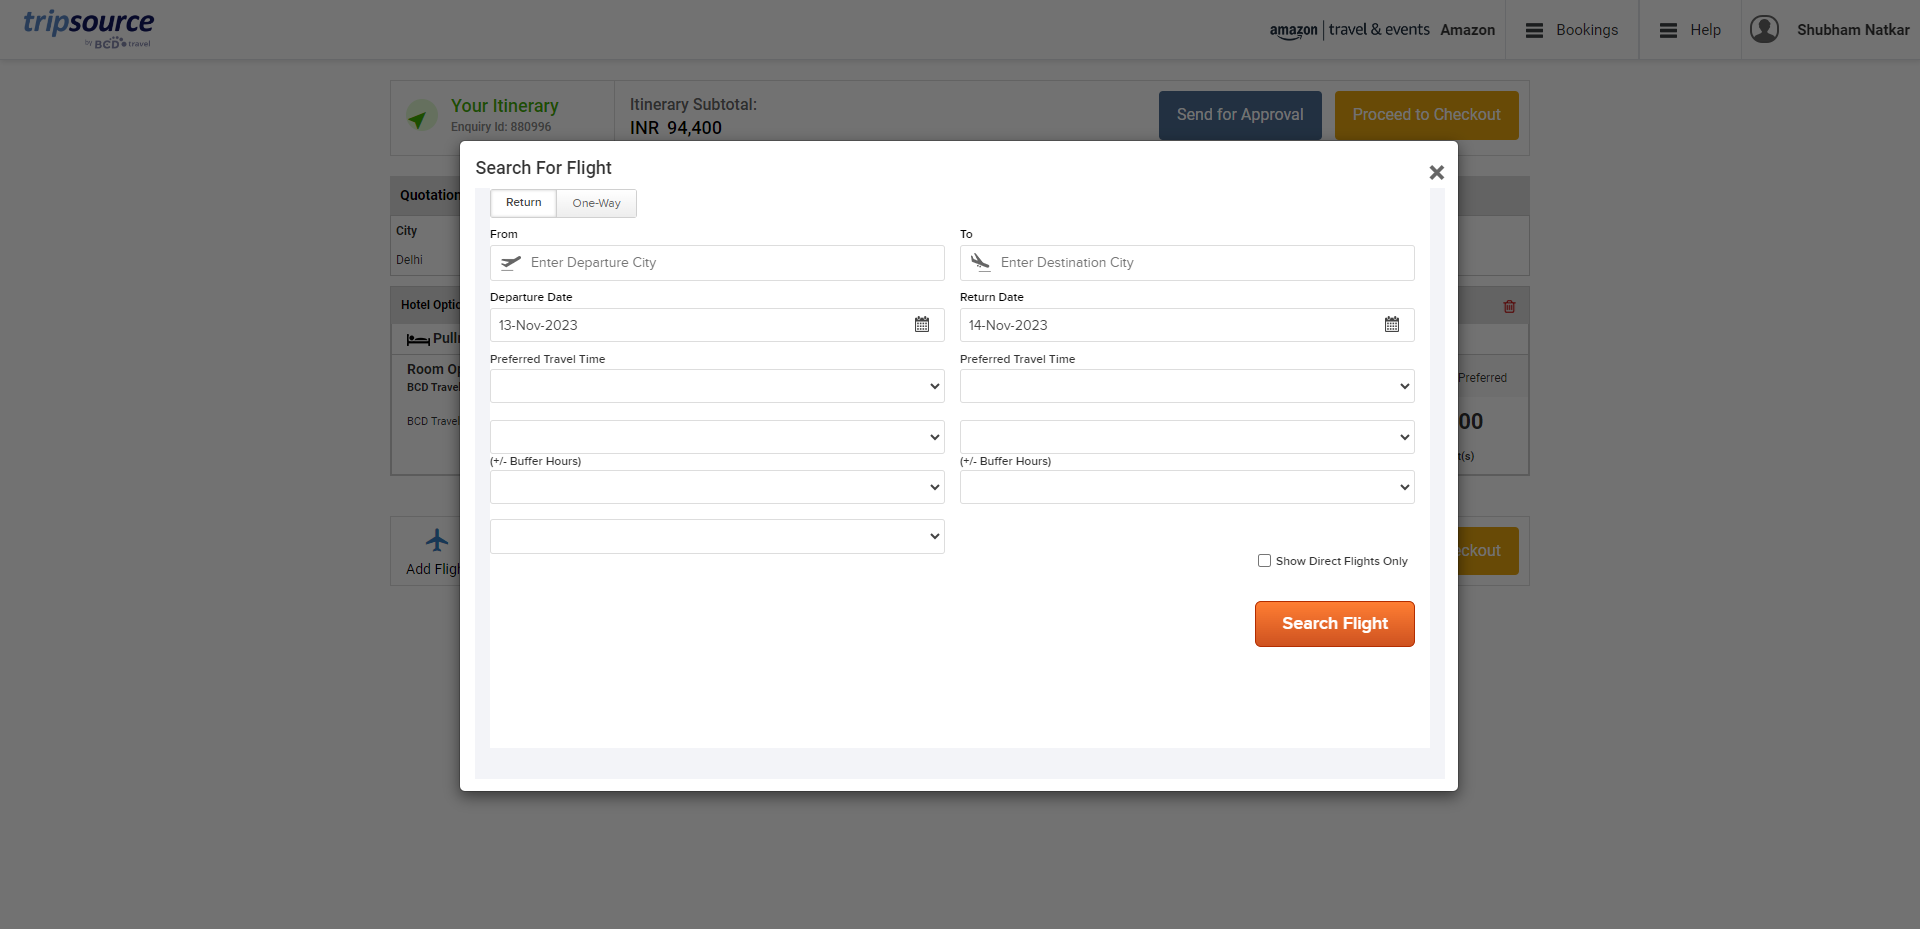 tripsource
by BCD travel
amazon | travel & events Amazon
Bookings
Help
Shubham Natkar
Your Itinerary
Enquiry Id: 880996
Itinerary Subtotal:
INR 94,400
Send for Approval
Proceed to Checkout
Search For Flight
Return
One-Way
Quotation
City
Delhi
From
To
Enter Departure City
Enter Destination City
Departure Date
Return Date
13-Nov-2023
14-Nov-2023
Hotel Optio
Pull
Preferred Travel Time
Preferred Travel Time
Room Op
BCD Trave
BCD Travel
Preferred
00
t(s)
(+/- Buffer Hours)
(+/- Buffer Hours)
Show Direct Flights Only
Add Fligh
eckout
Search Flight